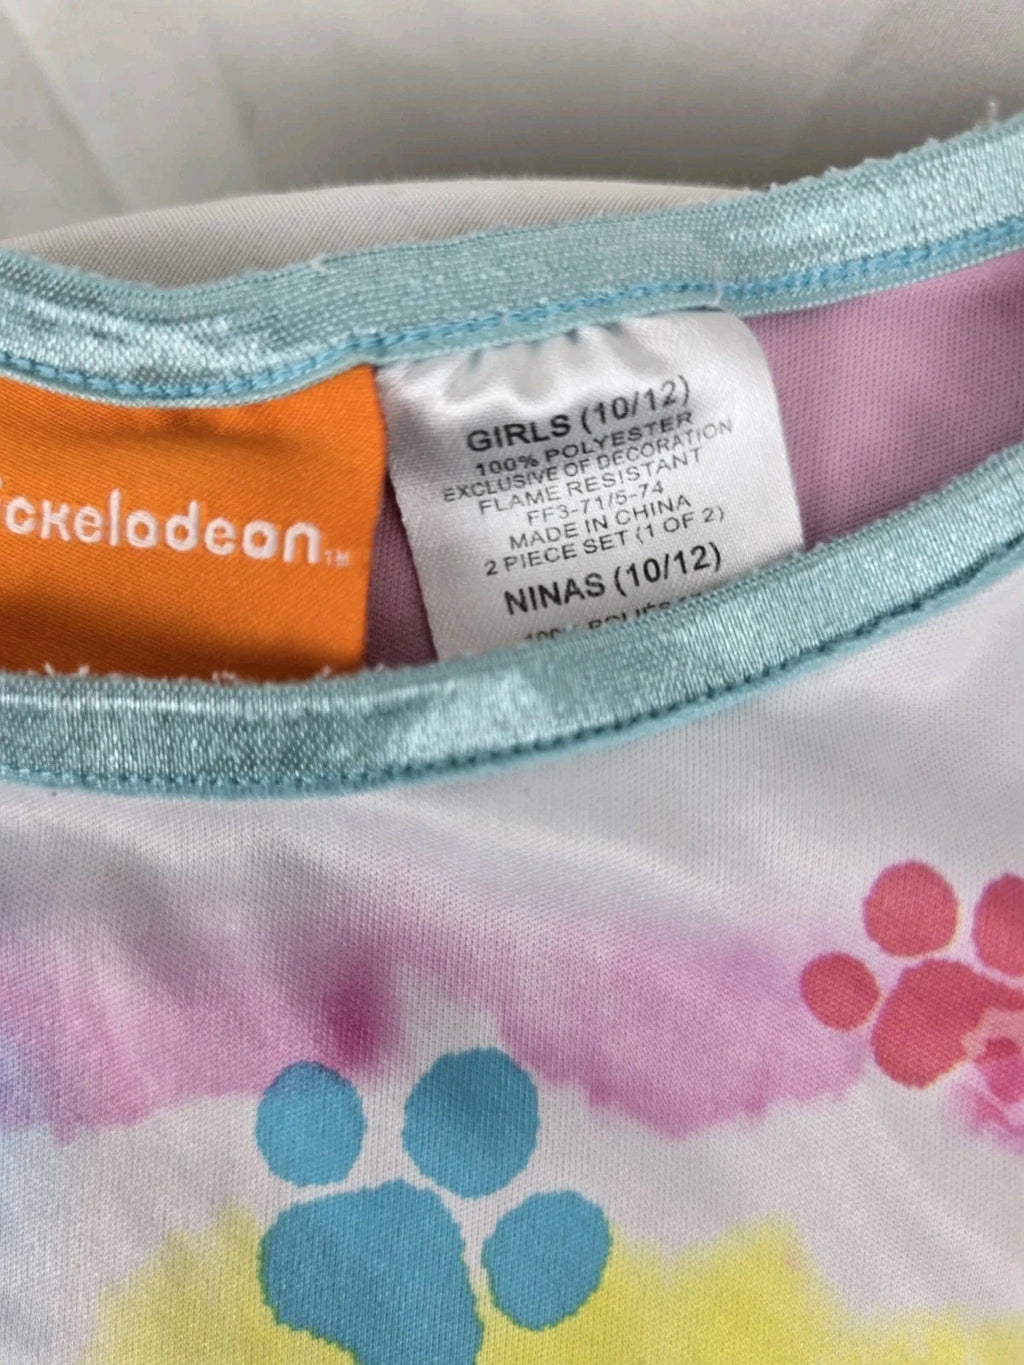 ickelodeon™
GIRLS (10/12)
100% POLYESTER
EXCLUSIVE OF DECORATION
FLAME RESISTANT
FF3-71/5-74
MADE IN CHINA
2 PIECE SET (1 OF 2)
NINAS (10/12)